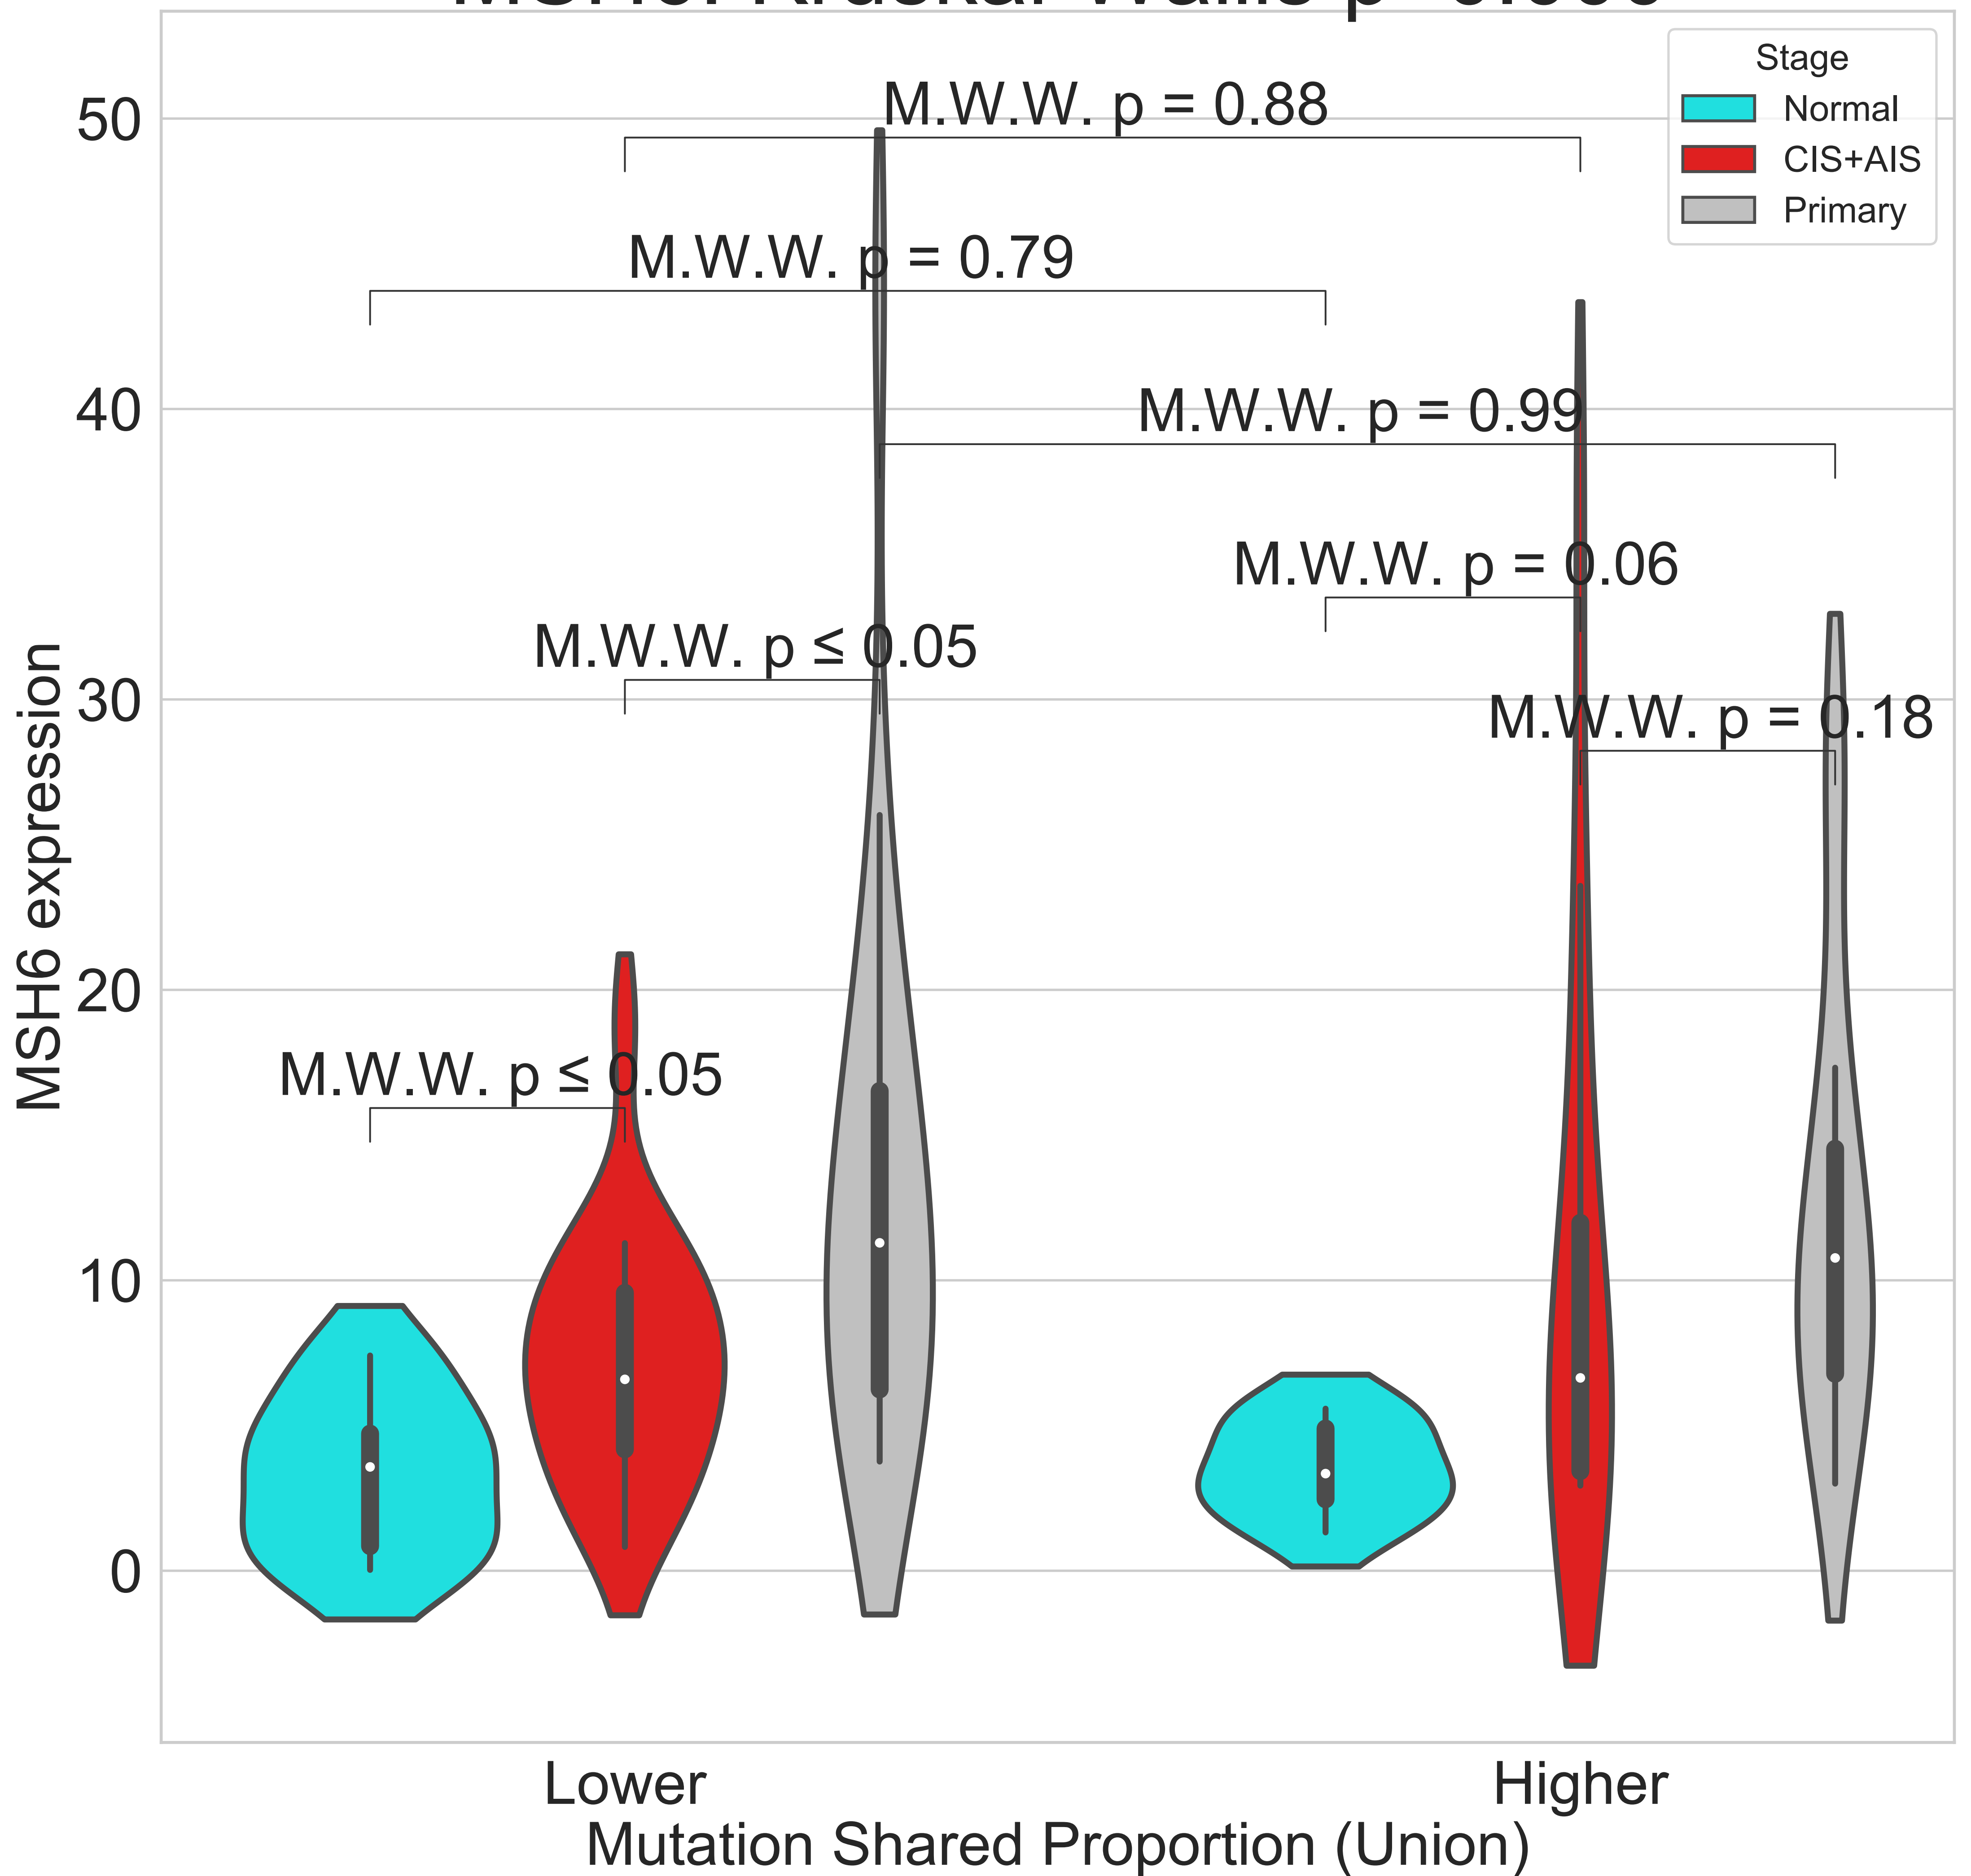 Stage
Normal
CIS+AIS
Primary
M.W.W. p = 0.88
M.W.W. p = 0.79
M.W.W. p = 0.99
M.W.W. p = 0.06
M.W.W. p ≤ 0.05
M.W.W. p = 0.18
M.W.W. p ≤ 0.05
50
40
30
20
10
0
MSH6 expression
Lower
Higher
Mutation Shared Proportion (Union)